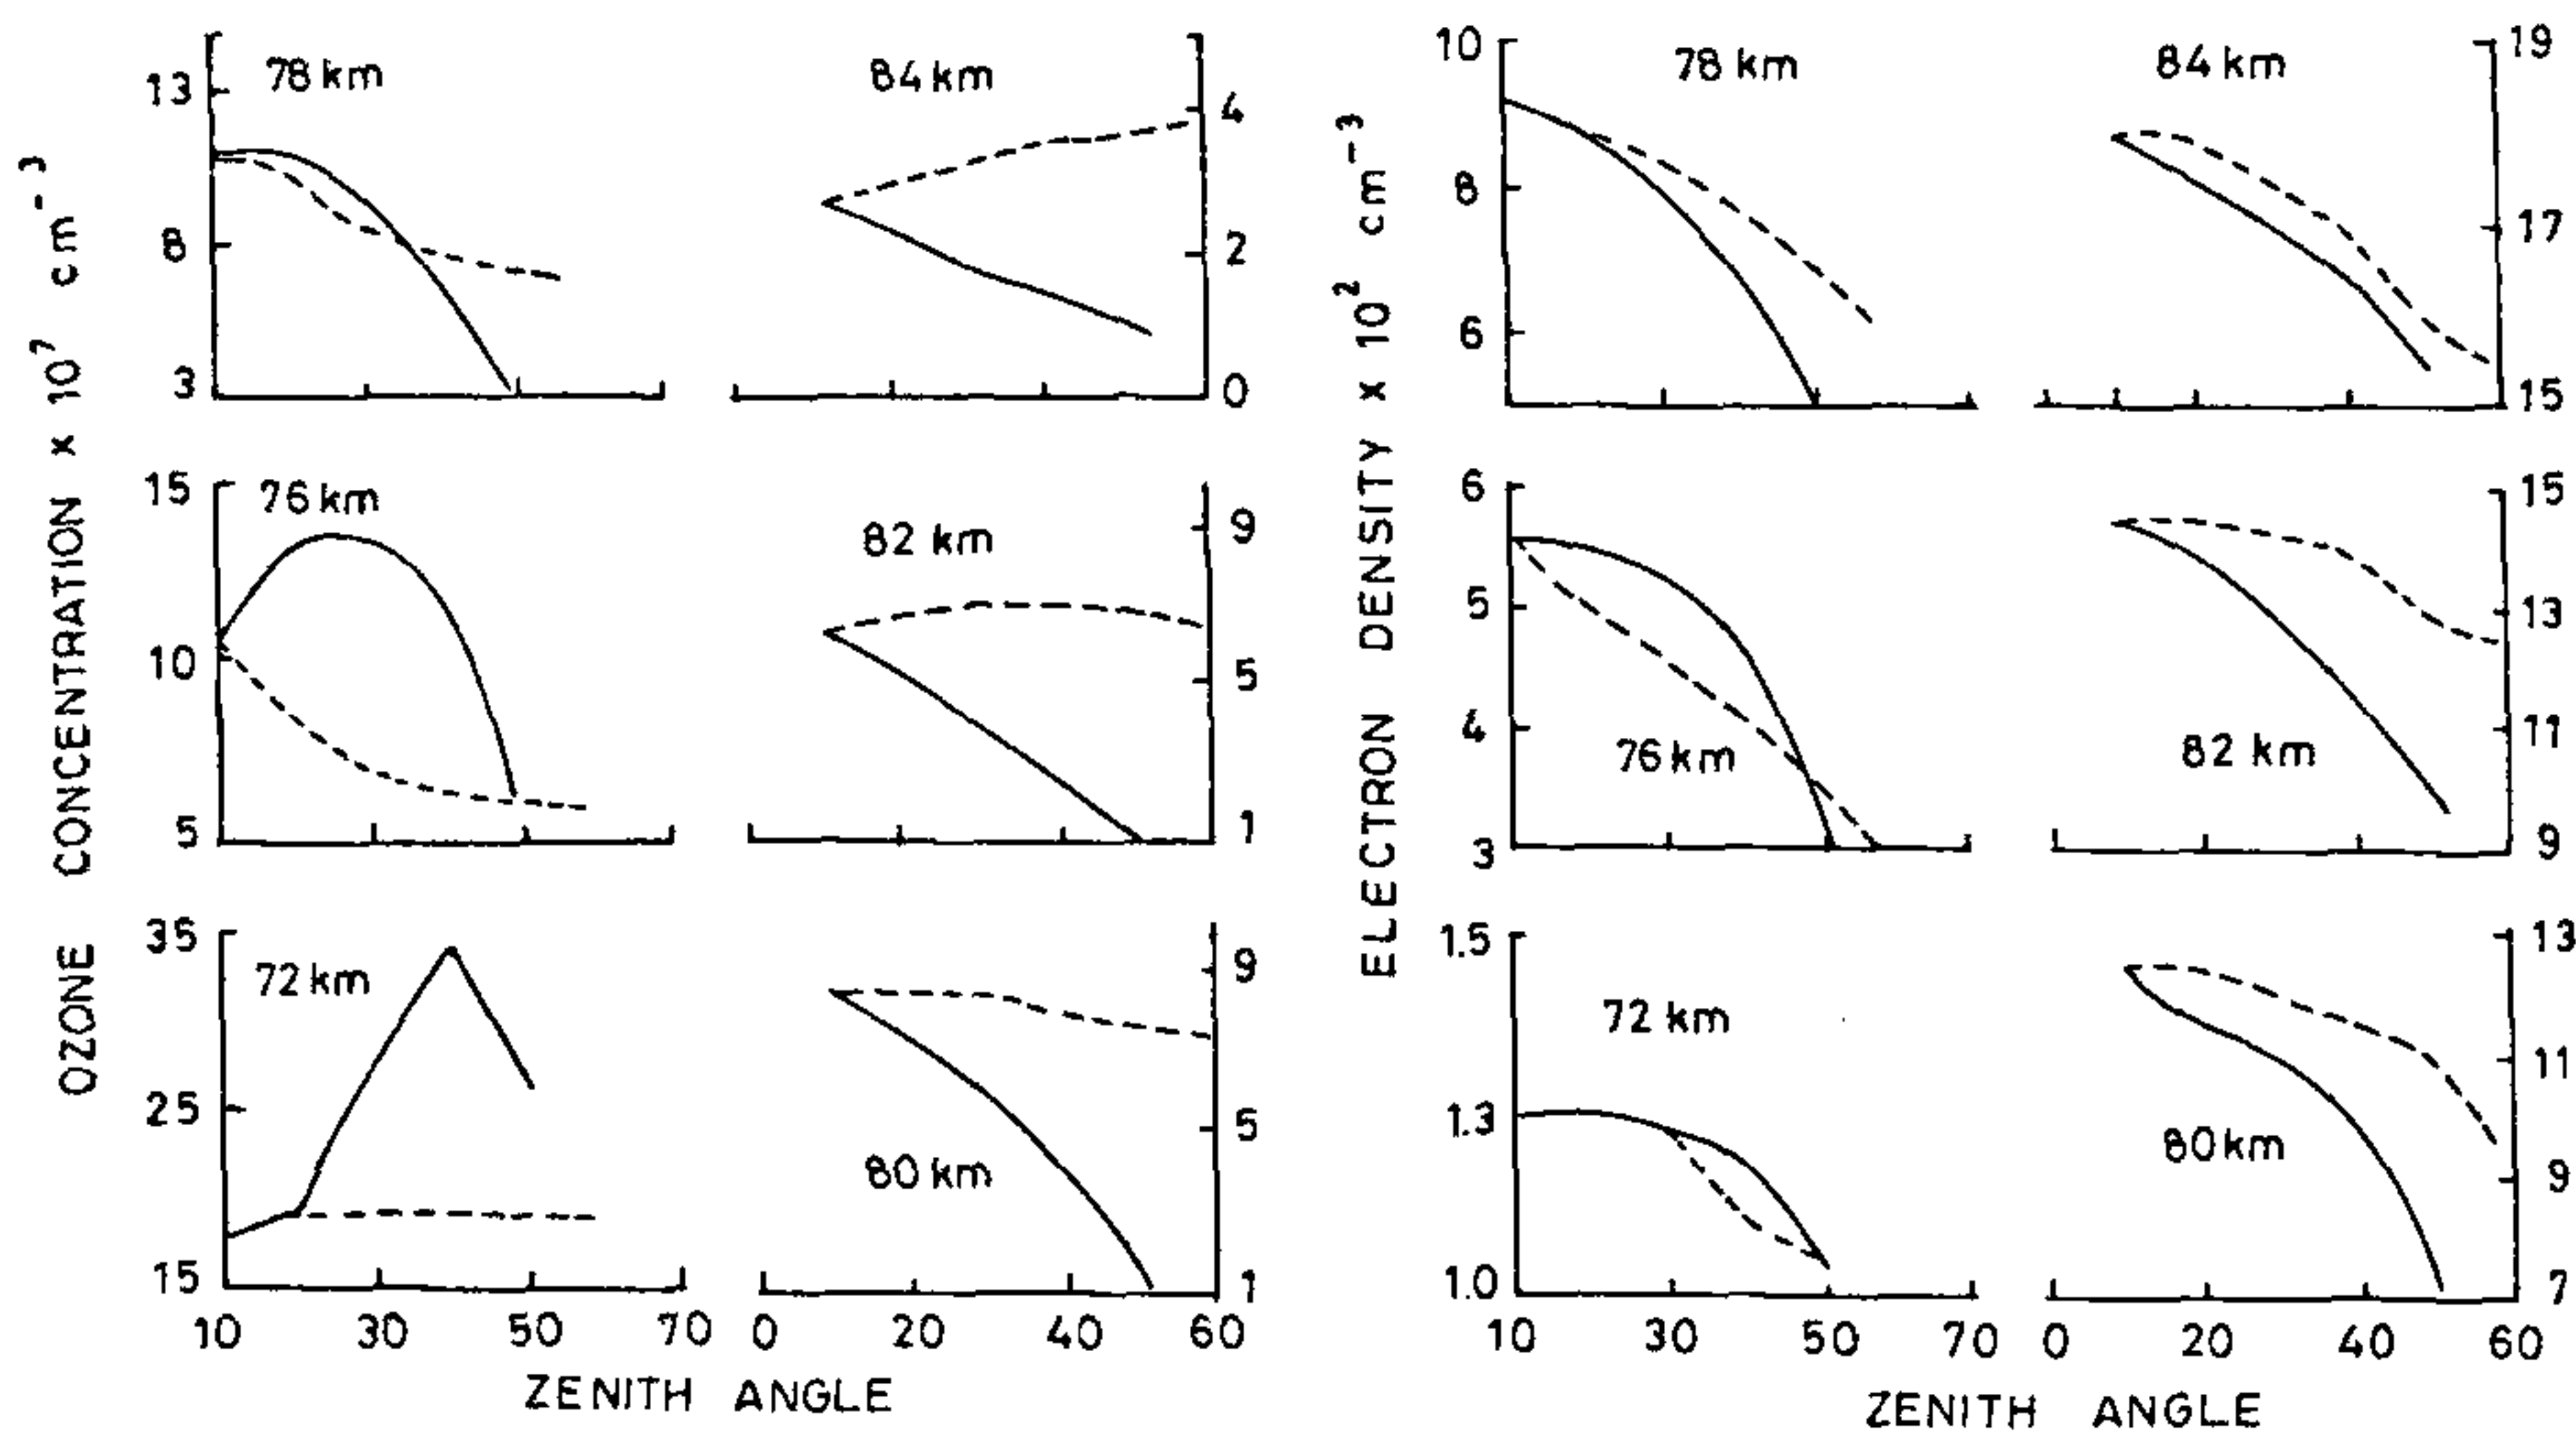 OZONE CONCENTRATION x 10⁷ cm⁻³
78 km
13
8
3
84 km
4
2
0
76 km
15
10
5
82 km
9
5
1
72 km
35
25
15
80 km
9
5
1
10 30 50 70 0 20 40 60
ZENITH ANGLE
ELECTRON DENSITY x 10² cm⁻³
78 km
10
8
6
84 km
19
17
15
76 km
6
5
4
3
82 km
15
13
11
9
72 km
1.5
1.3
1.0
80 km
13
11
9
7
10 30 50 70 0 20 40 60
ZENITH ANGLE